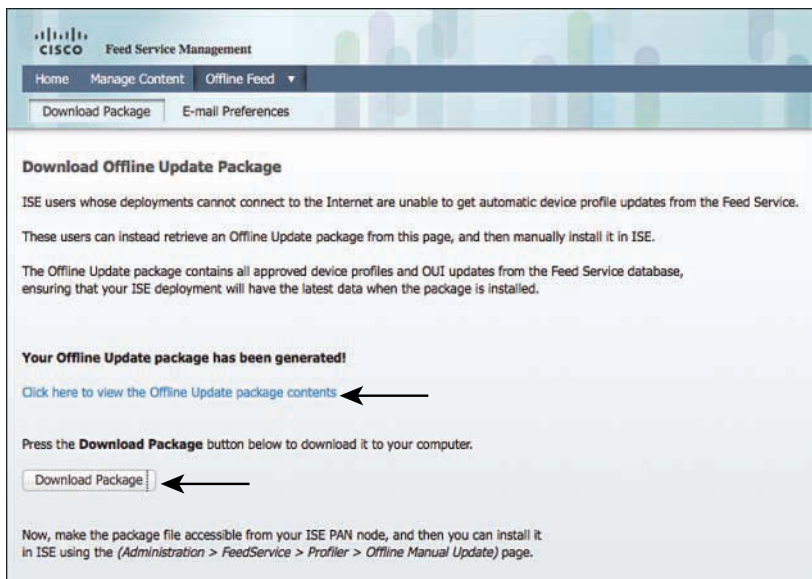 CISCO Feed Service Management
Home Manage Content Offline Feed
Download Package E-mail Preferences
Download Offline Update Package
ISE users whose deployments cannot connect to the Internet are unable to get automatic device profile updates from the Feed Service.
These users can instead retrieve an Offline Update package from this page, and then manually install it in ISE.
The Offline Update package contains all approved device profiles and OUI updates from the Feed Service database,
ensuring that your ISE deployment will have the latest data when the package is installed.
Your Offline Update package has been generated!
Click here to view the Offline Update package contents
Press the Download Package button below to download it to your computer.
Download Package
Now, make the package file accessible from your ISE PAN node, and then you can install it
in ISE using the (Administration > FeedService > Profiler > Offline Manual Update) page.